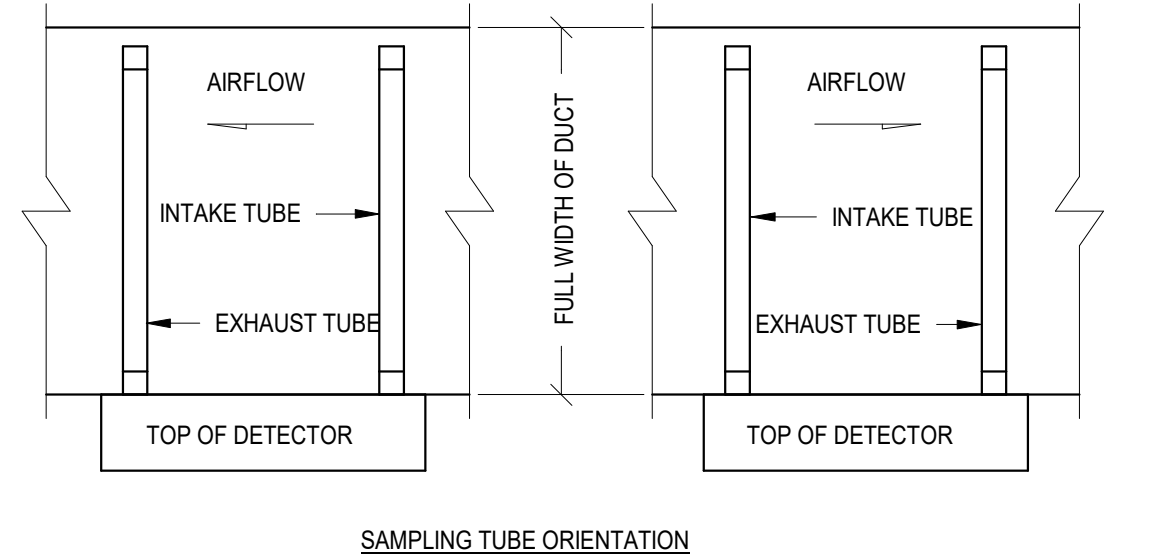 AIRFLOW
INTAKE TUBE
EXHAUST TUBE
TOP OF DETECTOR
FULL WIDTH OF DUCT
AIRFLOW
INTAKE TUBE
EXHAUST TUBE
TOP OF DETECTOR
SAMPLING TUBE ORIENTATION